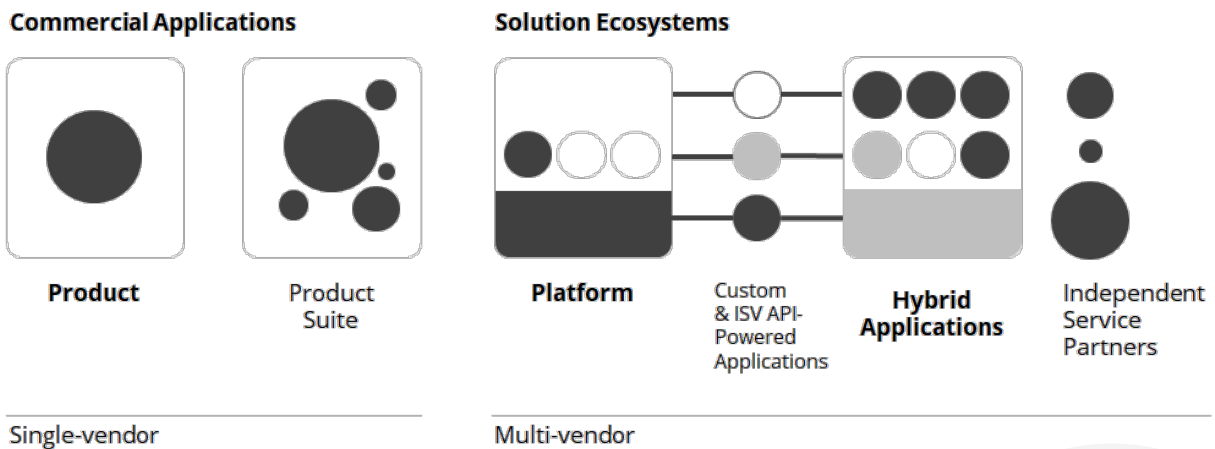 Commercial Applications
Solution Ecosystems
Product
Product
Suite
Platform
Custom
& ISV API-
Powered
Applications
Hybrid
Applications
Independent
Service
Partners
Single-vendor
Multi-vendor